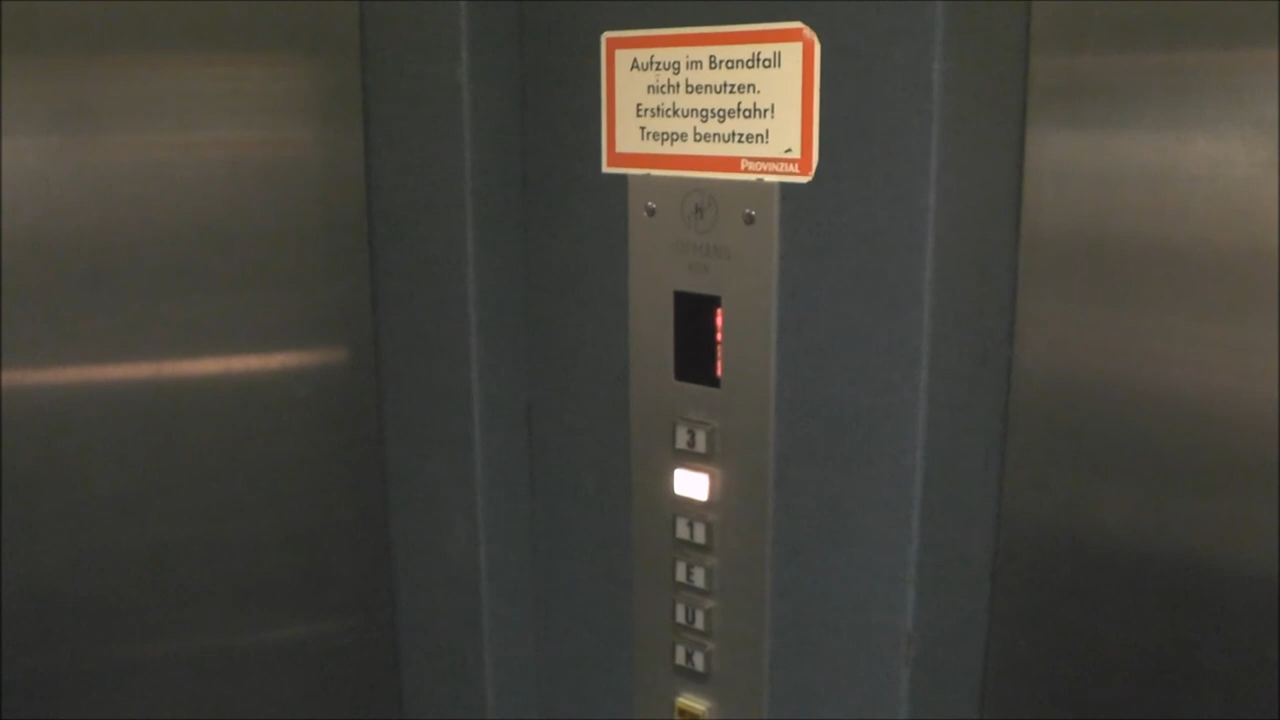 Aufzug im Brandfall
nicht benutzen.
Erstickungsgefahr!
Treppe benutzen!
PROVINZIAL
3
1
E
U
K